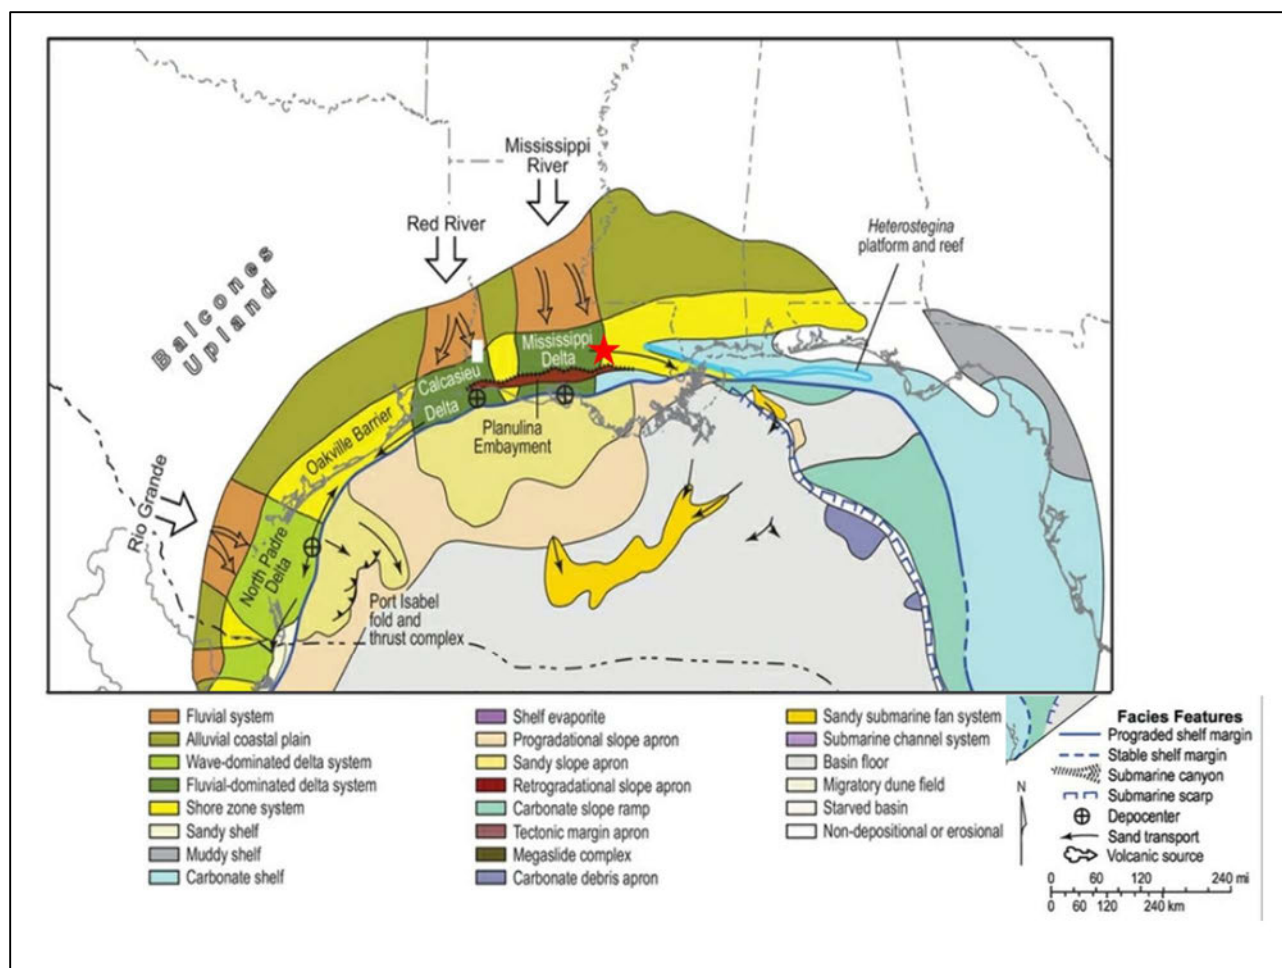 Mississippi
River
Red River
Heterostegina
platform and reef
Balcones
Upland
Mississippi
Delta
Calcasieu
Delta
Planulina
Embayment
Oakville Barrier
Rio Grande
North Padre
Delta
Port Isabel
fold and
thrust complex
Fluvial system
Alluvial coastal plain
Wave-dominated delta system
Fluvial-dominated delta system
Shore zone system
Sandy shelf
Muddy shelf
Carbonate shelf
Shelf evaporite
Progradational slope apron
Sandy slope apron
Retrogradational slope apron
Carbonate slope ramp
Tectonic margin apron
Megaslide complex
Carbonate debris apron
Sandy submarine fan system
Submarine channel system
Basin floor
Migratory dune field
Starved basin
Non-depositional or erosional
N
Facies Features
Prograded shelf margin
Stable shelf margin
Submarine canyon
Submarine scarp
Depocenter
Sand transport
Volcanic source
0 60 120 240 mi
0 60 120 240 km